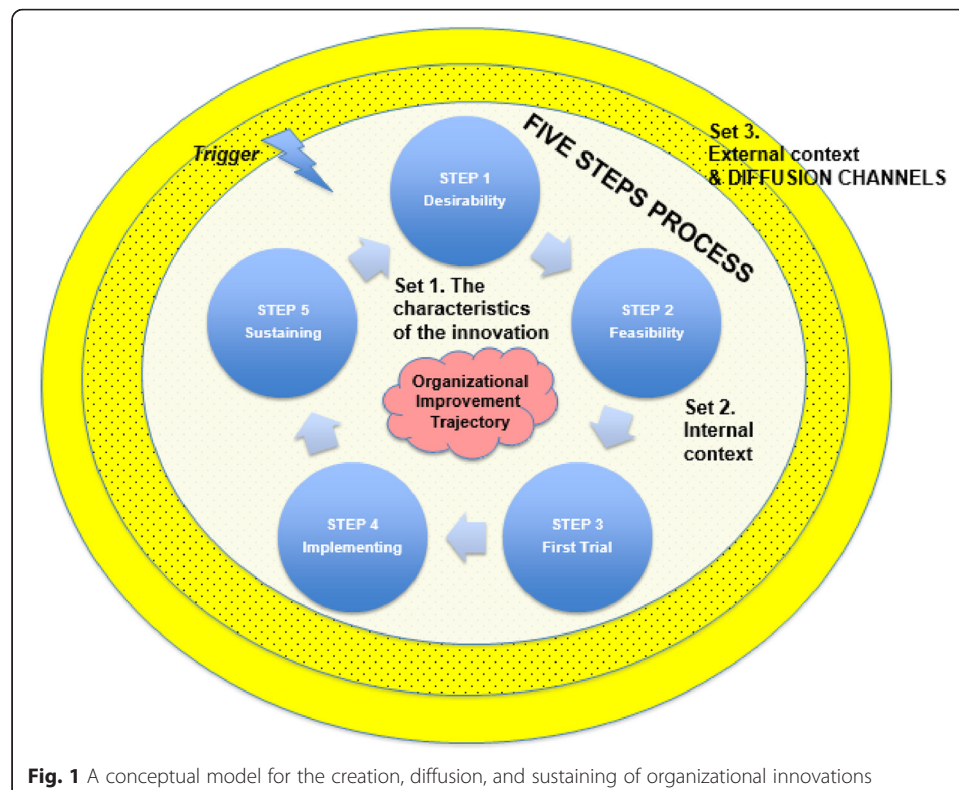 Trigger
FIVE STEPS PROCESS
Set 3.
External context
& DIFFUSION CHANNELS
STEP 1
Desirability
STEP 2
Feasibility
Set 1. The
characteristics
of the innovation
STEP 5
Sustaining
Organizational
Improvement
Trajectory
Set 2.
Internal
context
STEP 4
Implementing
STEP 3
First Trial
Fig. 1 A conceptual model for the creation, diffusion, and sustaining of organizational innovations